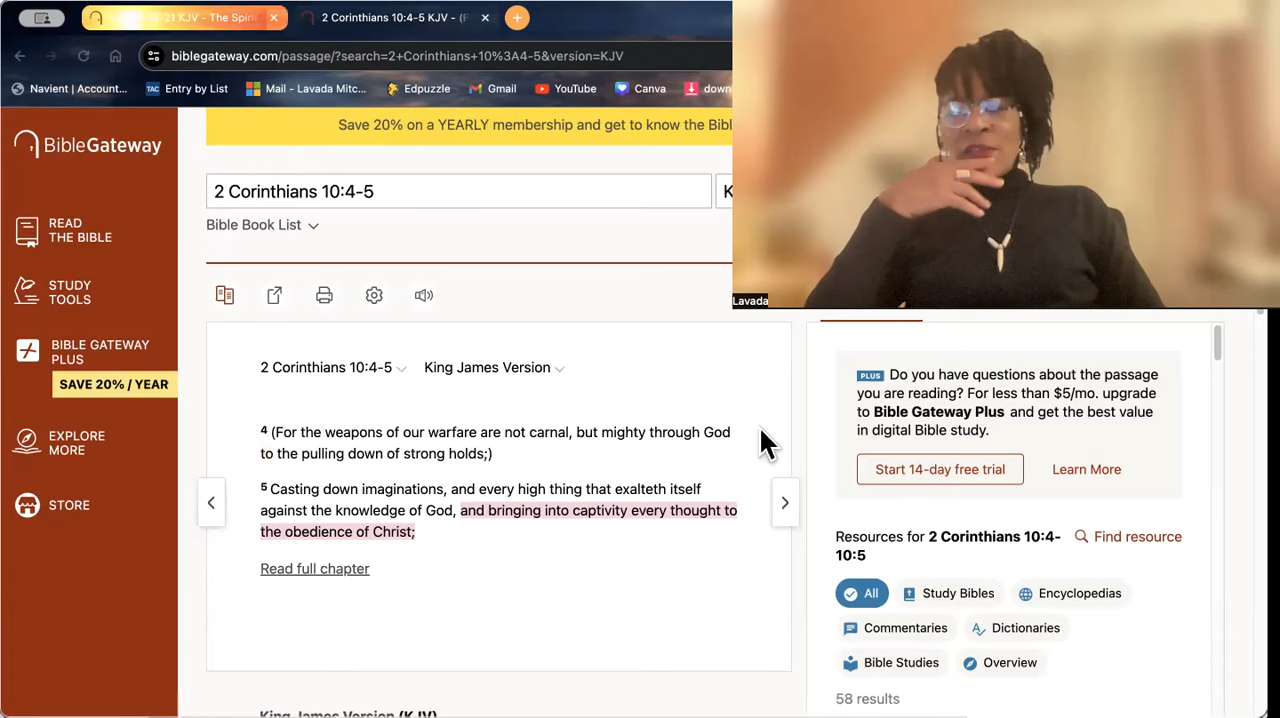 21 KJV - The Spiri
2 Corinthians 10:4-5 KJV - (F
biblegateway.com/passage/?search=2+Corinthians+10%3A4-5&version=KJV
Navient | Account...
Entry by List
Mail - Lavada Mitc...
Edpuzzle
Gmail
YouTube
Canva
down
BibleGateway
Save 20% on a YEARLY membership and get to know the Bibl
2 Corinthians 10:4-5
K
Bible Book List
READ
THE BIBLE
STUDY
TOOLS
BIBLE GATEWAY
PLUS
SAVE 20% / YEAR
EXPLORE
MORE
STORE
Lavada
2 Corinthians 10:4-5
King James Version
4 (For the weapons of our warfare are not carnal, but mighty through God
to the pulling down of strong holds;)
5 Casting down imaginations, and every high thing that exalteth itself
against the knowledge of God, and bringing into captivity every thought to
the obedience of Christ;
Read full chapter
King James Version (KJV)
PLUS Do you have questions about the passage
you are reading? For less than $5/mo. upgrade
to Bible Gateway Plus and get the best value
in digital Bible study.
Start 14-day free trial
Learn More
Resources for 2 Corinthians 10:4-
10:5
Find resource
All
Study Bibles
Encyclopedias
Commentaries
Dictionaries
Bible Studies
Overview
58 results